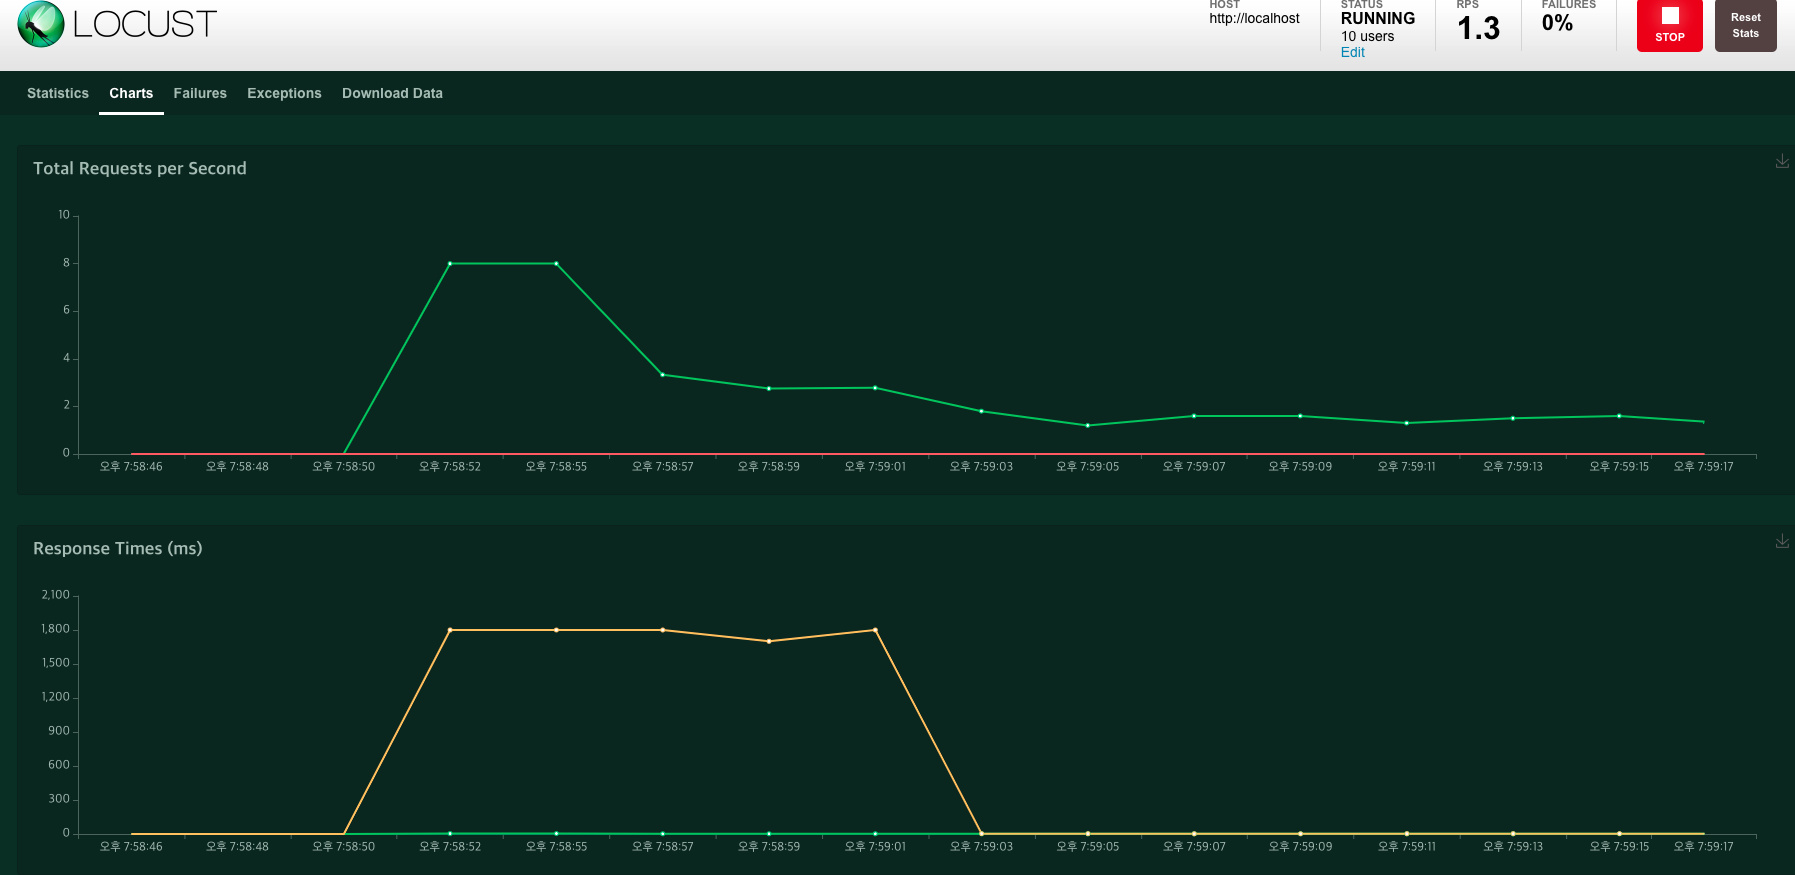 LOCUST
HOST
http://localhost
STATUS
RUNNING
10 users
Edit
RPS
1.3
FAILURES
0%
STOP
Reset
Stats
Statistics Charts Failures Exceptions Download Data
Total Requests per Second
10
8
6
4
2
0
오후 7:58:46 오후 7:58:48 오후 7:58:50 오후 7:58:52 오후 7:58:55 오후 7:58:57 오후 7:58:59 오후 7:59:01 오후 7:59:03 오후 7:59:05 오후 7:59:07 오후 7:59:09 오후 7:59:11 오후 7:59:13 오후 7:59:15 오후 7:59:17
Response Times (ms)
2,100
1,800
1,500
1,200
900
600
300
0
오후 7:58:46 오후 7:58:48 오후 7:58:50 오후 7:58:52 오후 7:58:55 오후 7:58:57 오후 7:58:59 오후 7:59:01 오후 7:59:03 오후 7:59:05 오후 7:59:07 오후 7:59:09 오후 7:59:11 오후 7:59:13 오후 7:59:15 오후 7:59:17